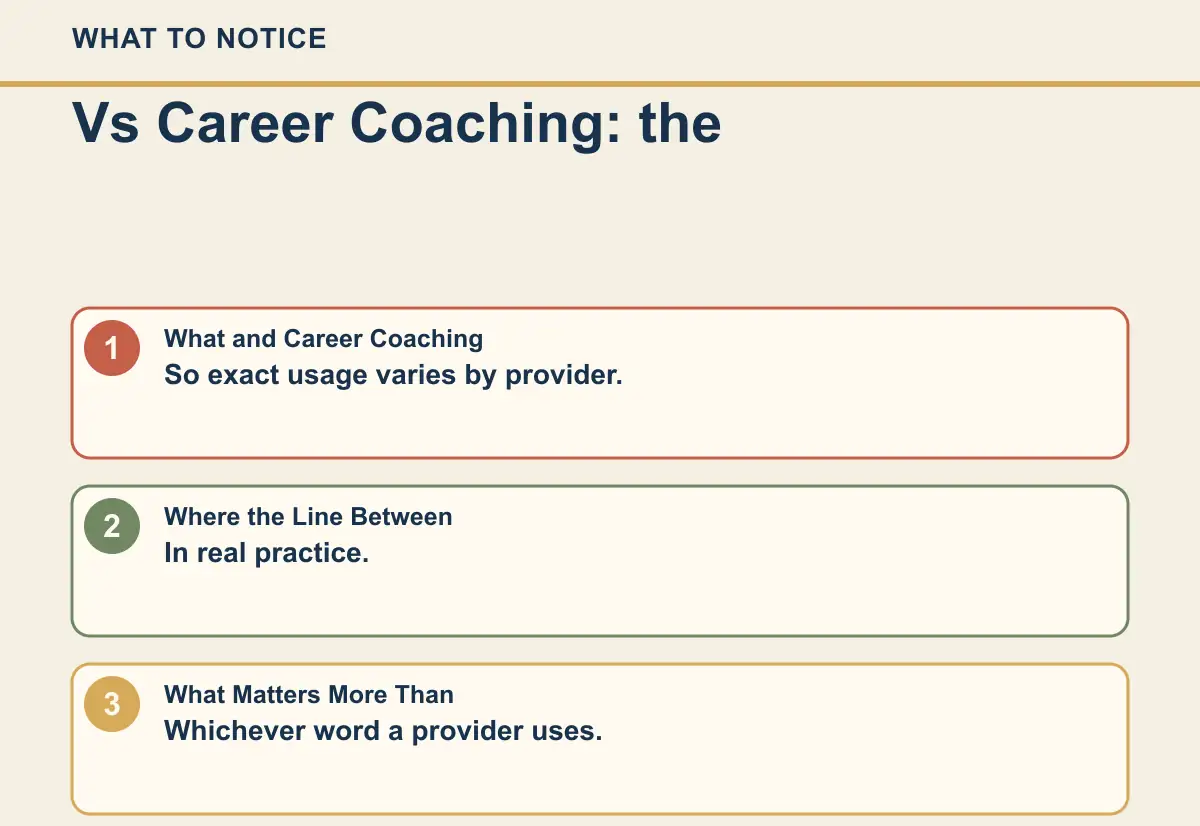 WHAT TO NOTICE
Vs Career Coaching: the
1
What and Career Coaching
So exact usage varies by provider.
2
Where the Line Between
In real practice.
3
What Matters More Than
Whichever word a provider uses.